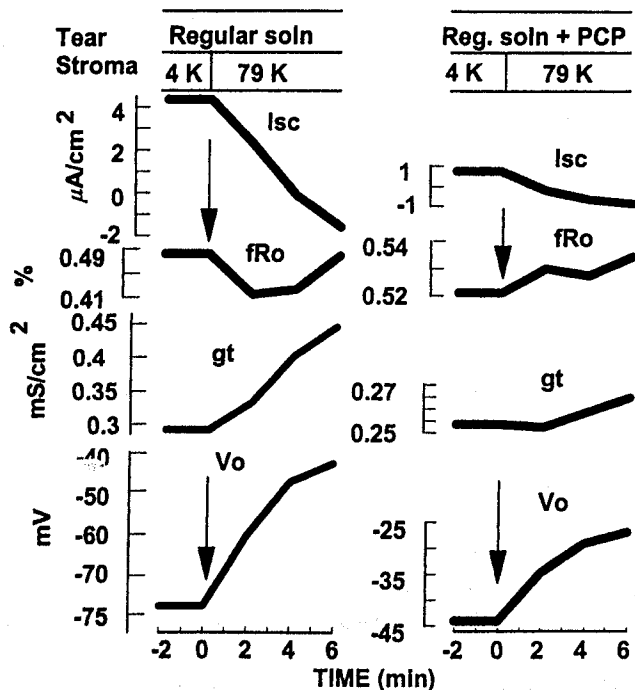 Tear Regular soln Reg. soln + PCP
Stroma 4 K 79 K 4 K 79 K
µA/cm2
4
2
0
-2
Isc
1
-1
Isc
%
0.49
0.41
fRo
0.54
0.52
fRo
mS/cm2
0.45
0.4
0.35
0.3
gt
0.27
0.25
gt
mV
-40
-50
-60
-70
-75
Vo
-25
-35
-45
Vo
-2 0 2 4 6 -2 0 2 4 6
TIME (min)